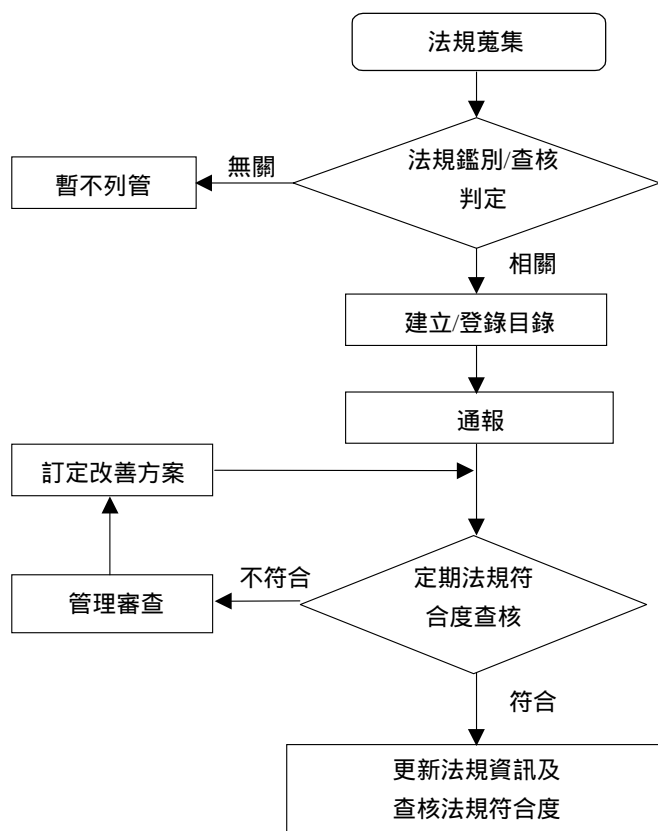 法規蒐集
法規鑑別/查核
判定
無關
暫不列管
相關
建立/登錄目錄
通報
訂定改善方案
定期法規符
合度查核
不符合
管理審查
符合
更新法規資訊及
查核法規符合度